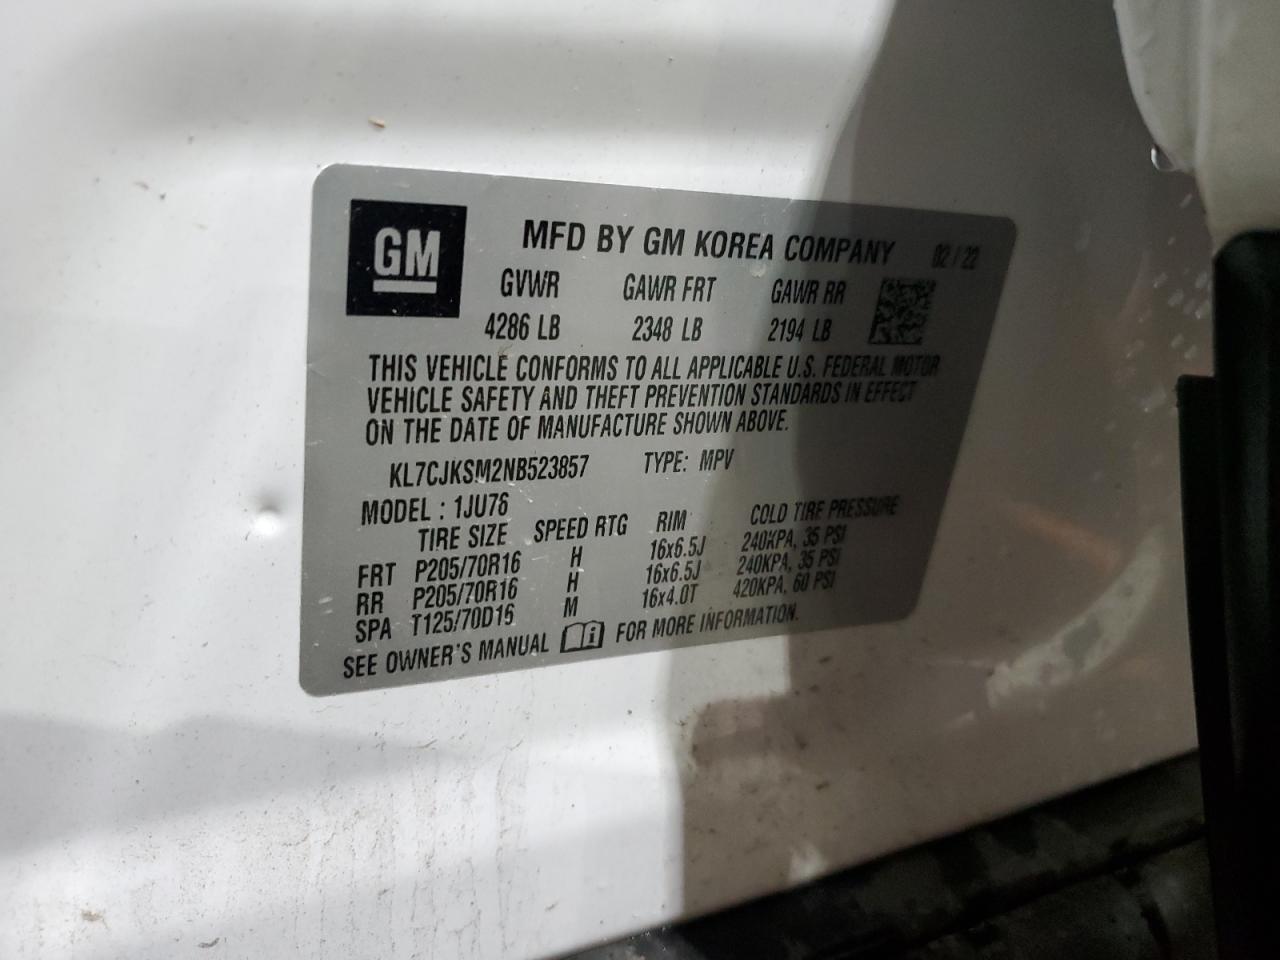 GM
MFD BY GM KOREA COMPANY 02 / 22
GVWR GAWR FRT GAWR RR
4286 LB 2348 LB 2194 LB
THIS VEHICLE CONFORMS TO ALL APPLICABLE U.S. FEDERAL MOTOR
VEHICLE SAFETY AND THEFT PREVENTION STANDARDS IN EFFECT
ON THE DATE OF MANUFACTURE SHOWN ABOVE.
KL7CJKSM2NB523857 TYPE: MPV
MODEL : 1JU76
TIRE SIZE SPEED RTG RIM COLD TIRE PRESSURE
FRT P205/70R16 H 16x6.5J 240KPA, 35 PSI
RR P205/70R16 H 16x6.5J 240KPA, 35 PSI
SPA T125/70D16 M 16x4.0T 420KPA, 60 PSI
SEE OWNER'S MANUAL FOR MORE INFORMATION.